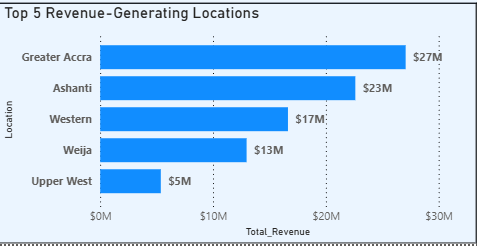 Top 5 Revenue-Generating Locations
Location
Greater Accra $27M
Ashanti $23M
Western $17M
Weija $13M
Upper West $5M
$0M $10M $20M $30M
Total_Revenue